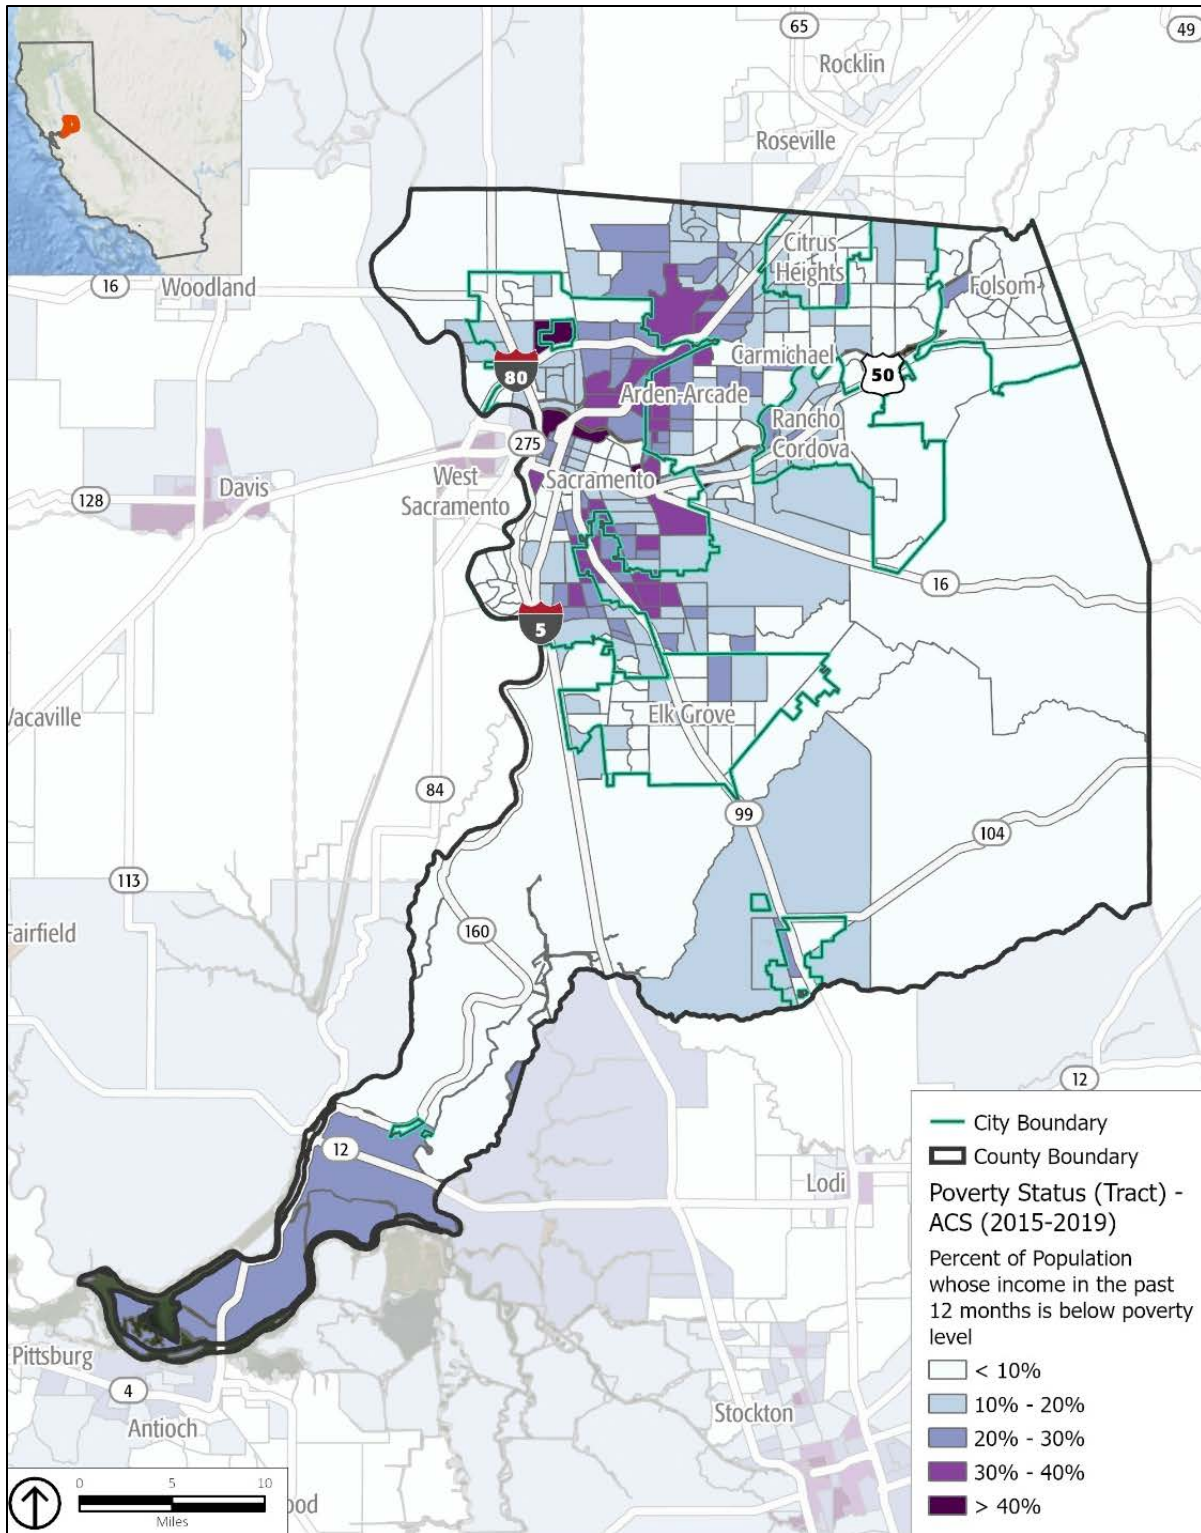 65
49
Rocklin
Roseville
Citrus
Heights
16
Woodland
Folsom
Carmichael
50
80
Arden-Arcade
Rancho
Cordova
275
West
Sacramento
Sacramento
128
Davis
16
5
Vacaville
Elk Grove
84
99
104
113
160
Fairfield
12
12
Lodi
Pittsburg
4
Antioch
Stockton
City Boundary
County Boundary
Poverty Status (Tract) -
ACS (2015-2019)
Percent of Population
whose income in the past
12 months is below poverty
level
< 10%
10% - 20%
20% - 30%
30% - 40%
> 40%
0 5 10
Miles
ood